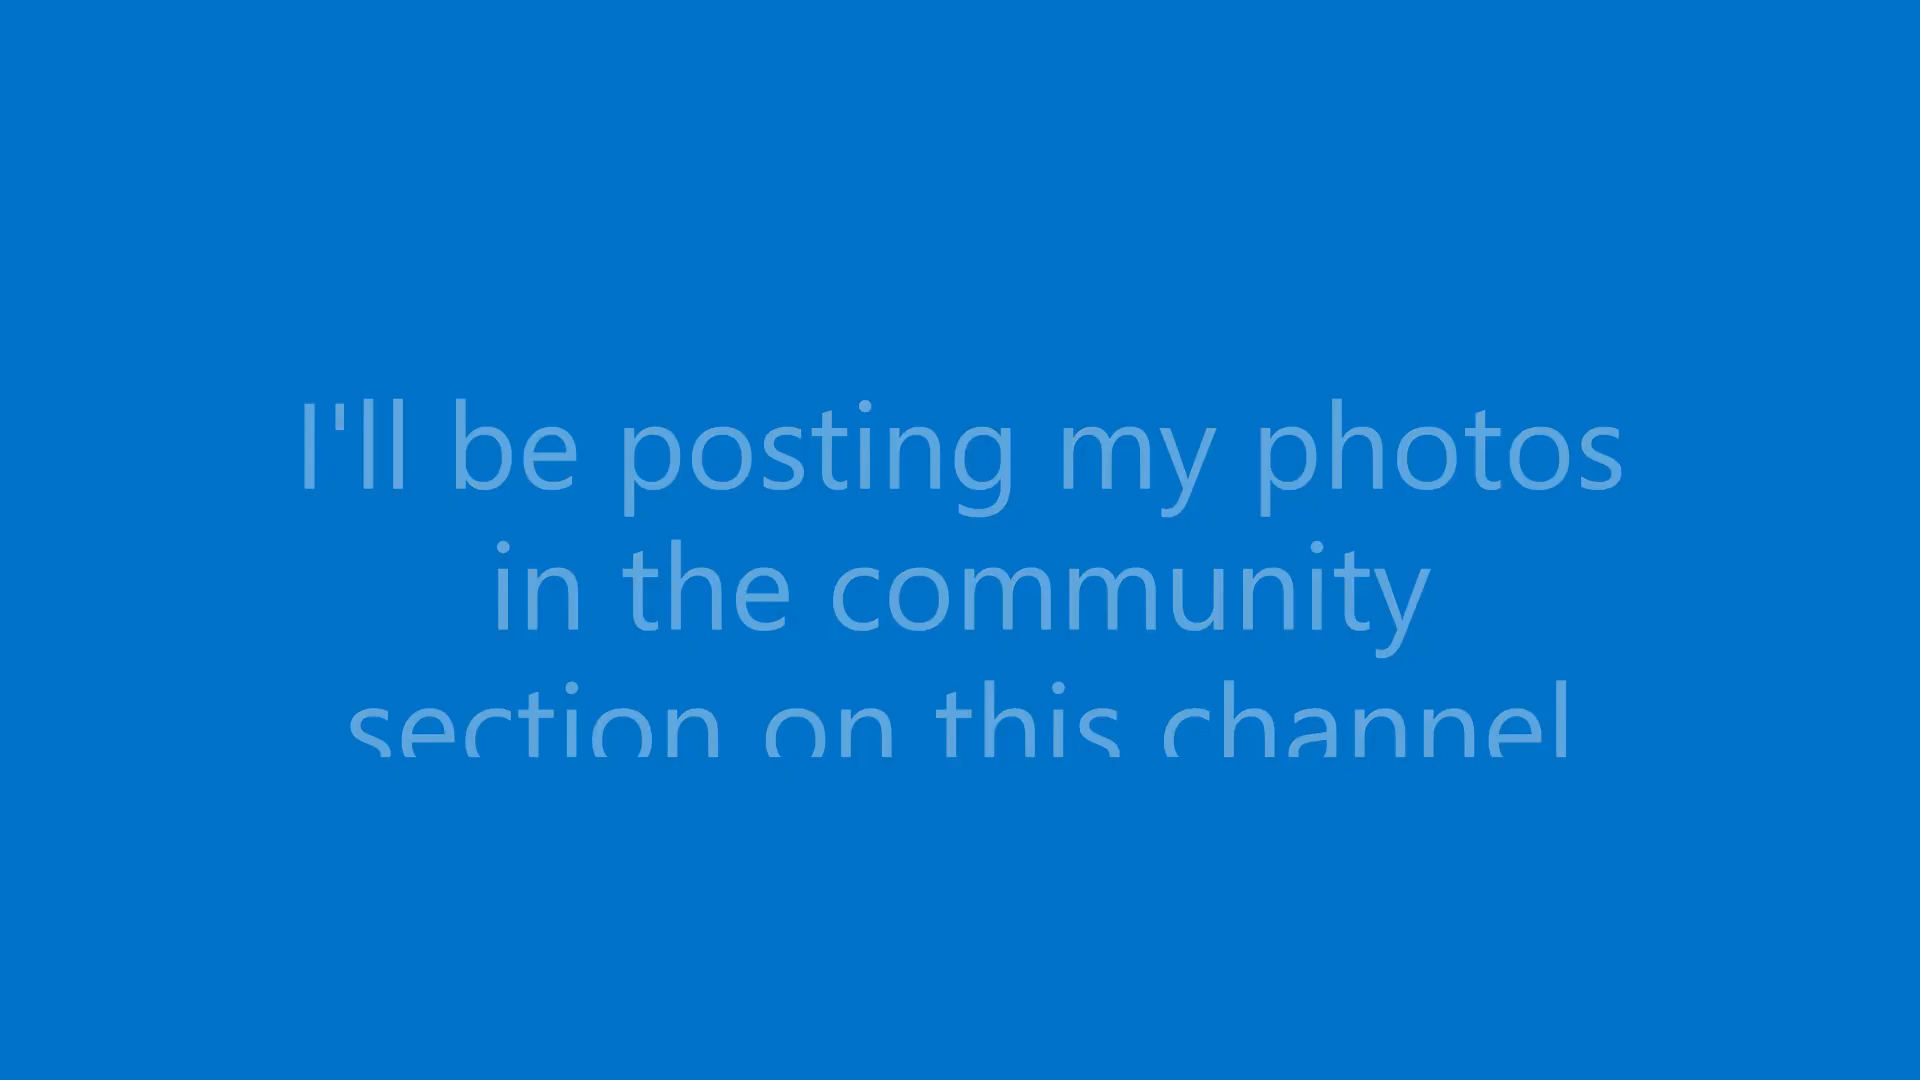 I'll be posting my photos
in the community
section on this channel